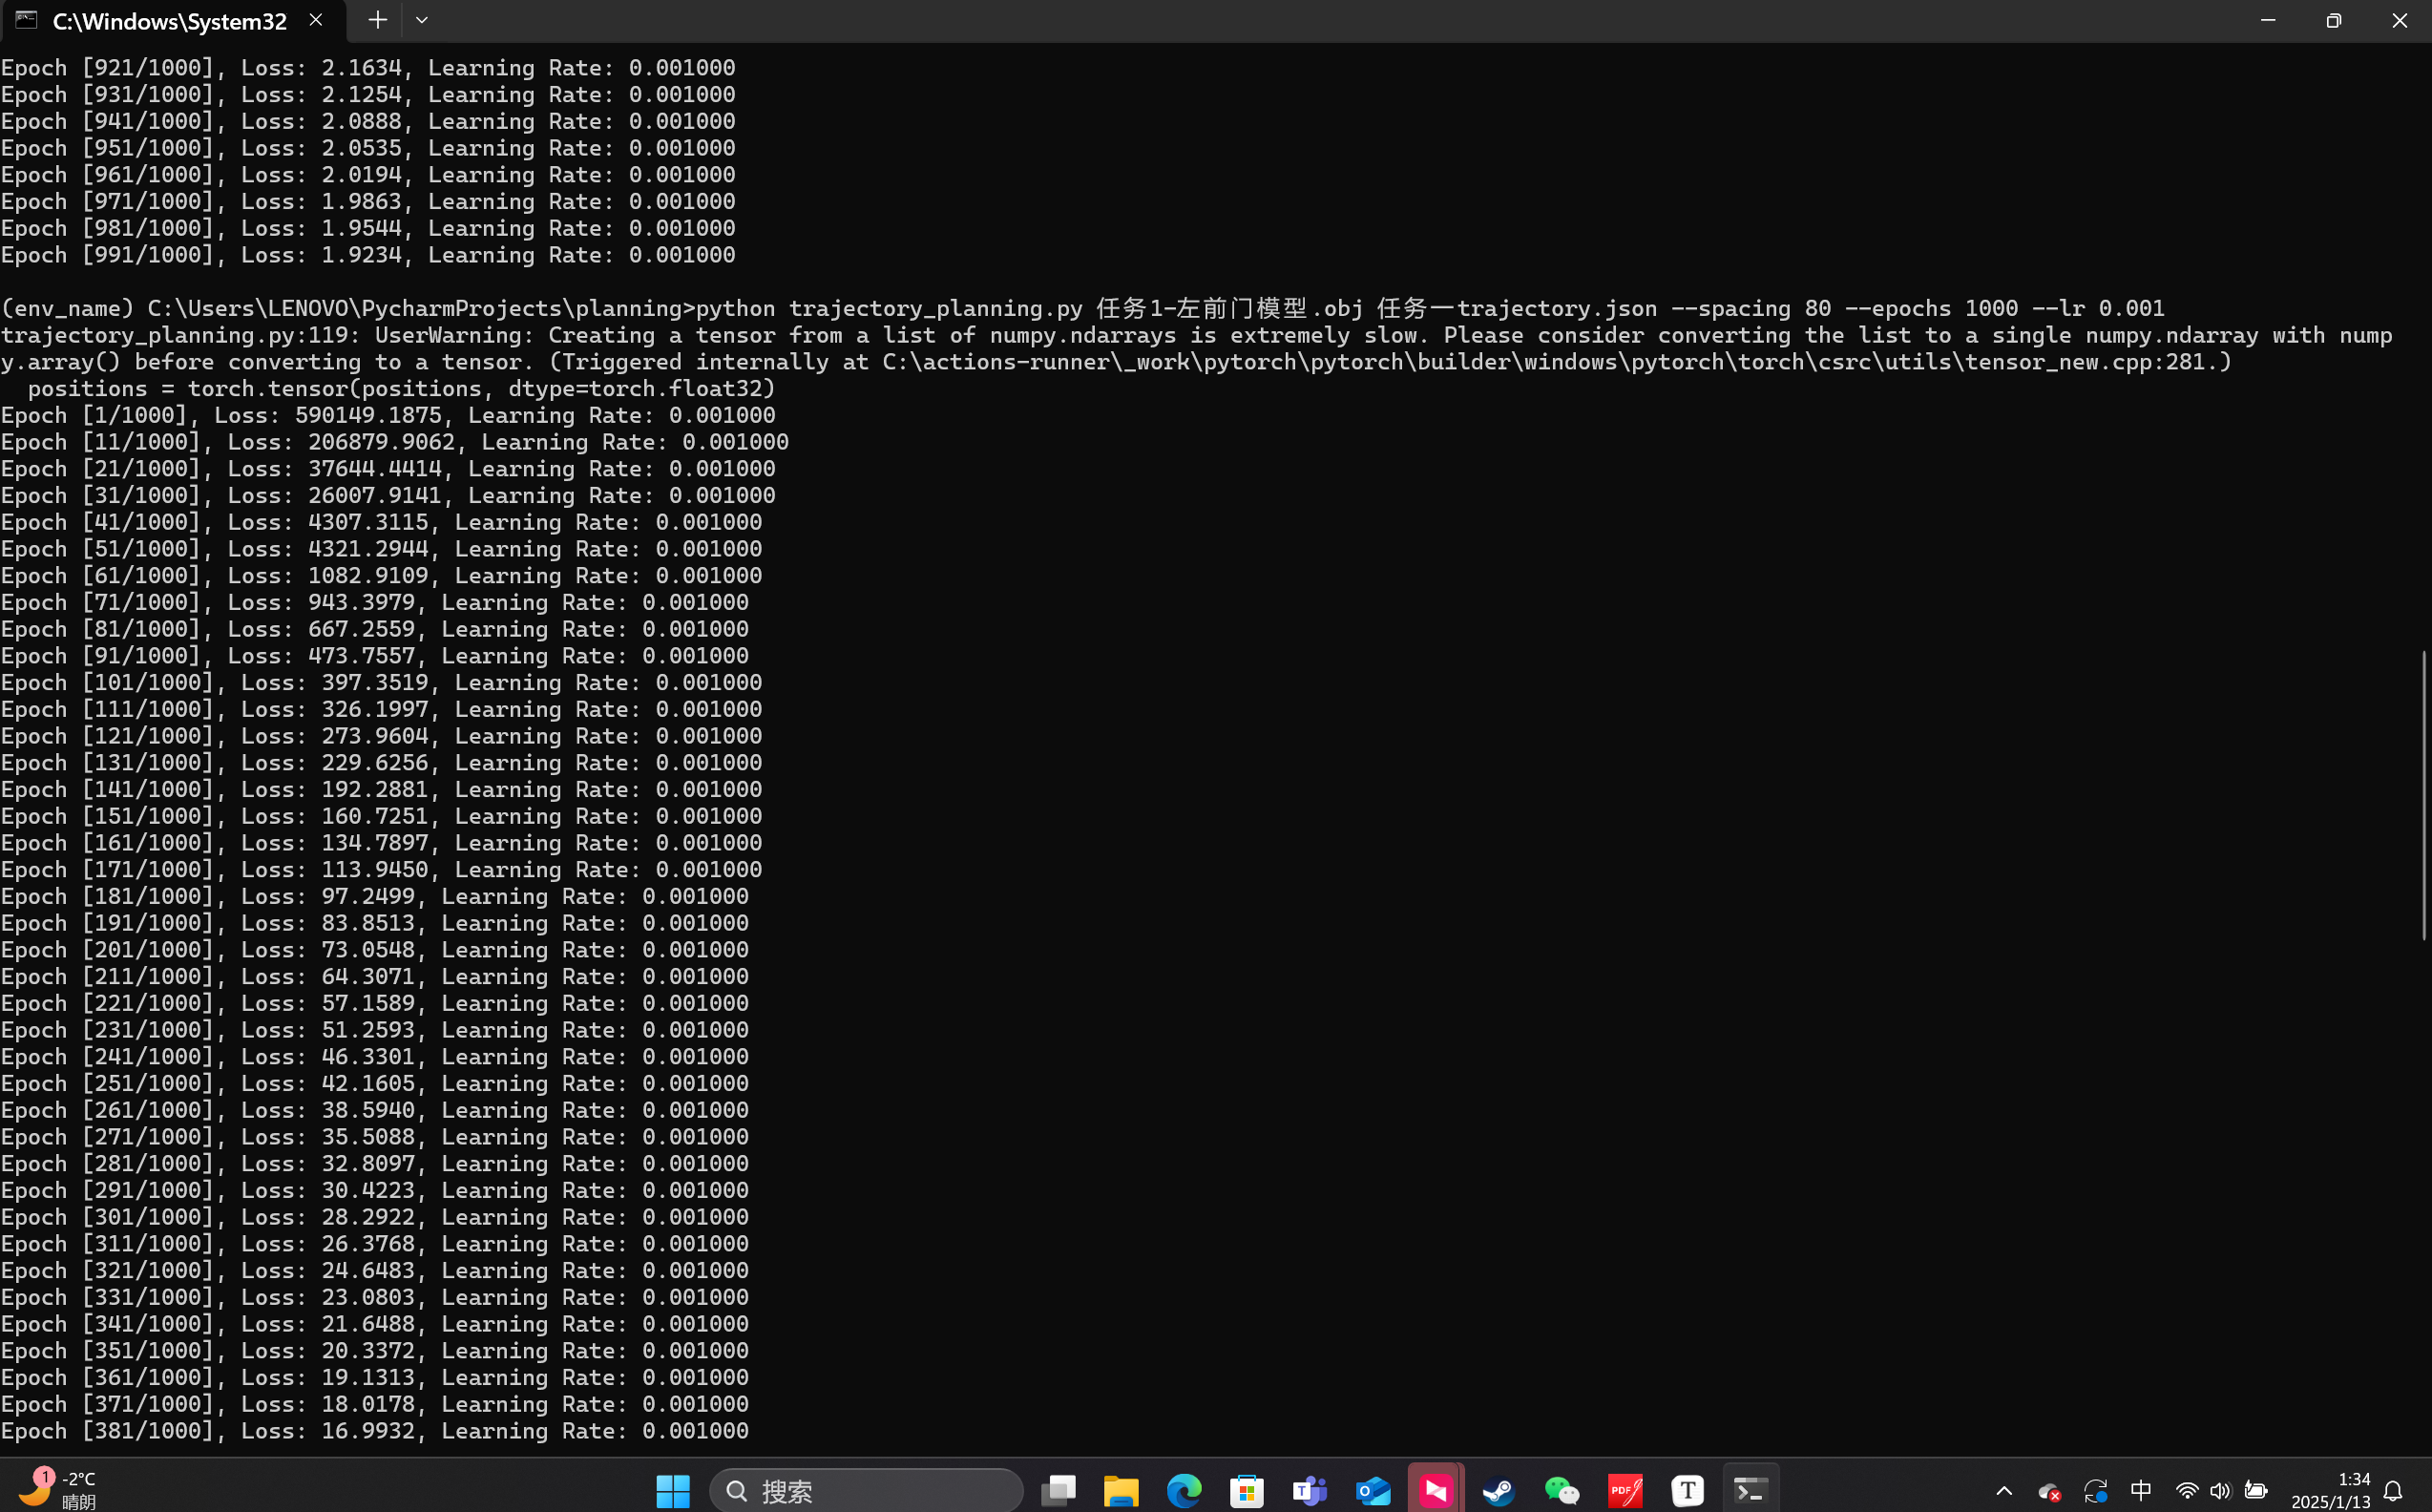 C:\Windows\System32
Epoch [921/1000], Loss: 2.1634, Learning Rate: 0.001000
Epoch [931/1000], Loss: 2.1254, Learning Rate: 0.001000
Epoch [941/1000], Loss: 2.0888, Learning Rate: 0.001000
Epoch [951/1000], Loss: 2.0535, Learning Rate: 0.001000
Epoch [961/1000], Loss: 2.0194, Learning Rate: 0.001000
Epoch [971/1000], Loss: 1.9863, Learning Rate: 0.001000
Epoch [981/1000], Loss: 1.9544, Learning Rate: 0.001000
Epoch [991/1000], Loss: 1.9234, Learning Rate: 0.001000
(env_name) C:\Users\LENOVO\PycharmProjects\planning>python trajectory_planning.py 任务1-左前门模型.obj 任务一trajectory.json --spacing 80 --epochs 1000 --lr 0.001
trajectory_planning.py:119: UserWarning: Creating a tensor from a list of numpy.ndarrays is extremely slow. Please consider converting the list to a single numpy.ndarray with nump
y.array() before converting to a tensor. (Triggered internally at C:\actions-runner\_work\pytorch\pytorch\builder\windows\pytorch\torch\csrc\utils\tensor_new.cpp:281.)
positions = torch.tensor(positions, dtype=torch.float32)
Epoch [1/1000], Loss: 590149.1875, Learning Rate: 0.001000
Epoch [11/1000], Loss: 206879.9062, Learning Rate: 0.001000
Epoch [21/1000], Loss: 37644.4414, Learning Rate: 0.001000
Epoch [31/1000], Loss: 26007.9141, Learning Rate: 0.001000
Epoch [41/1000], Loss: 4307.3115, Learning Rate: 0.001000
Epoch [51/1000], Loss: 4321.2944, Learning Rate: 0.001000
Epoch [61/1000], Loss: 1082.9109, Learning Rate: 0.001000
Epoch [71/1000], Loss: 943.3979, Learning Rate: 0.001000
Epoch [81/1000], Loss: 667.2559, Learning Rate: 0.001000
Epoch [91/1000], Loss: 473.7557, Learning Rate: 0.001000
Epoch [101/1000], Loss: 397.3519, Learning Rate: 0.001000
Epoch [111/1000], Loss: 326.1997, Learning Rate: 0.001000
Epoch [121/1000], Loss: 273.9604, Learning Rate: 0.001000
Epoch [131/1000], Loss: 229.6256, Learning Rate: 0.001000
Epoch [141/1000], Loss: 192.2881, Learning Rate: 0.001000
Epoch [151/1000], Loss: 160.7251, Learning Rate: 0.001000
Epoch [161/1000], Loss: 134.7897, Learning Rate: 0.001000
Epoch [171/1000], Loss: 113.9450, Learning Rate: 0.001000
Epoch [181/1000], Loss: 97.2499, Learning Rate: 0.001000
Epoch [191/1000], Loss: 83.8513, Learning Rate: 0.001000
Epoch [201/1000], Loss: 73.0548, Learning Rate: 0.001000
Epoch [211/1000], Loss: 64.3071, Learning Rate: 0.001000
Epoch [221/1000], Loss: 57.1589, Learning Rate: 0.001000
Epoch [231/1000], Loss: 51.2593, Learning Rate: 0.001000
Epoch [241/1000], Loss: 46.3301, Learning Rate: 0.001000
Epoch [251/1000], Loss: 42.1605, Learning Rate: 0.001000
Epoch [261/1000], Loss: 38.5940, Learning Rate: 0.001000
Epoch [271/1000], Loss: 35.5088, Learning Rate: 0.001000
Epoch [281/1000], Loss: 32.8097, Learning Rate: 0.001000
Epoch [291/1000], Loss: 30.4223, Learning Rate: 0.001000
Epoch [301/1000], Loss: 28.2922, Learning Rate: 0.001000
Epoch [311/1000], Loss: 26.3768, Learning Rate: 0.001000
Epoch [321/1000], Loss: 24.6483, Learning Rate: 0.001000
Epoch [331/1000], Loss: 23.0803, Learning Rate: 0.001000
Epoch [341/1000], Loss: 21.6488, Learning Rate: 0.001000
Epoch [351/1000], Loss: 20.3372, Learning Rate: 0.001000
Epoch [361/1000], Loss: 19.1313, Learning Rate: 0.001000
Epoch [371/1000], Loss: 18.0178, Learning Rate: 0.001000
Epoch [381/1000], Loss: 16.9932, Learning Rate: 0.001000
1
-2°C
晴朗
搜索
PDF
T
中
1:34
2025/1/13